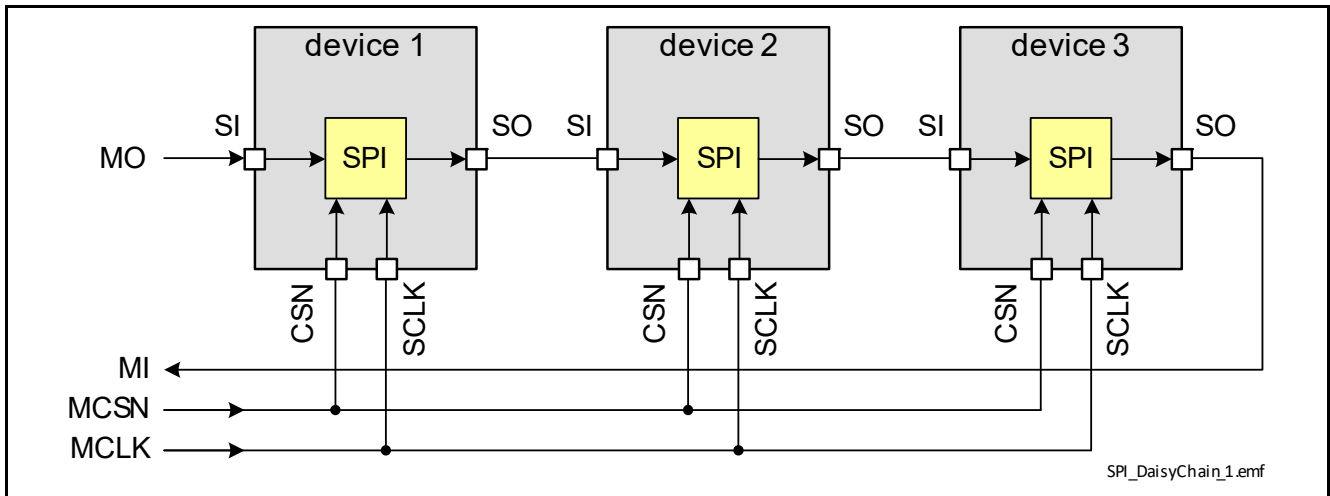 device 1
device 2
device 3
MO
SI
SPI
SO
SI
SPI
SO
SI
SPI
SO
CSN
SCLK
CSN
SCLK
CSN
SCLK
MI
MCSN
MCLK
SPI_DaisyChain_1.emf